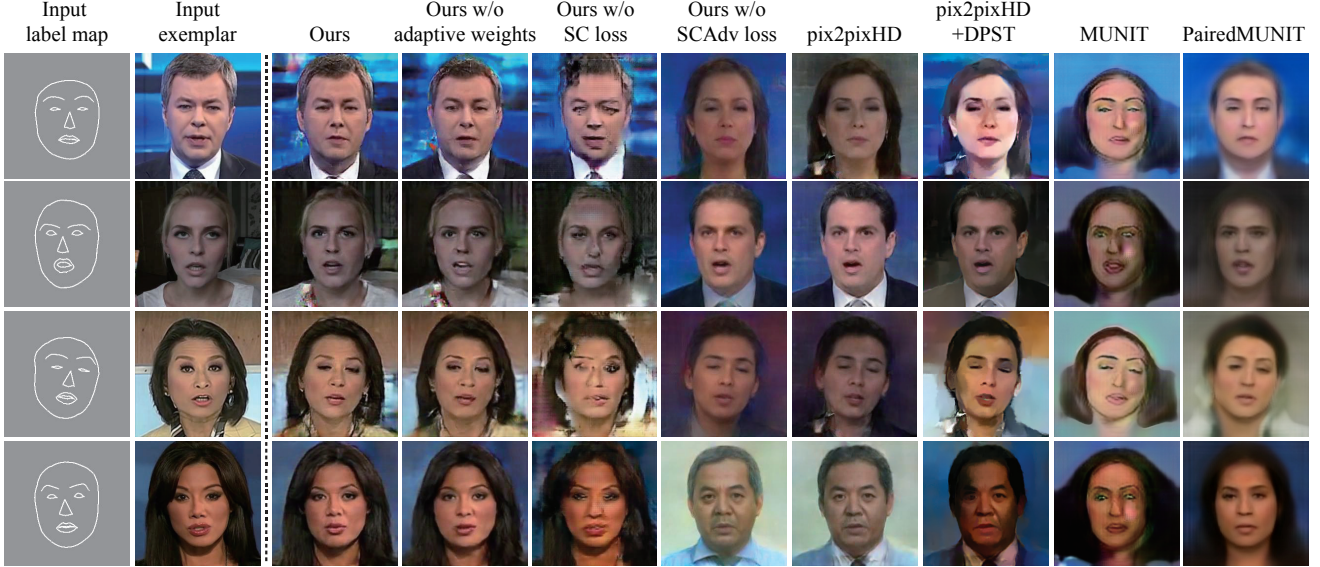 Input
label map
Input
exemplar
Ours
Ours w/o
adaptive weights
Ours w/o
SC loss
Ours w/o
SCAdv loss
pix2pixHD
pix2pixHD
+DPST
MUNIT
PairedMUNIT